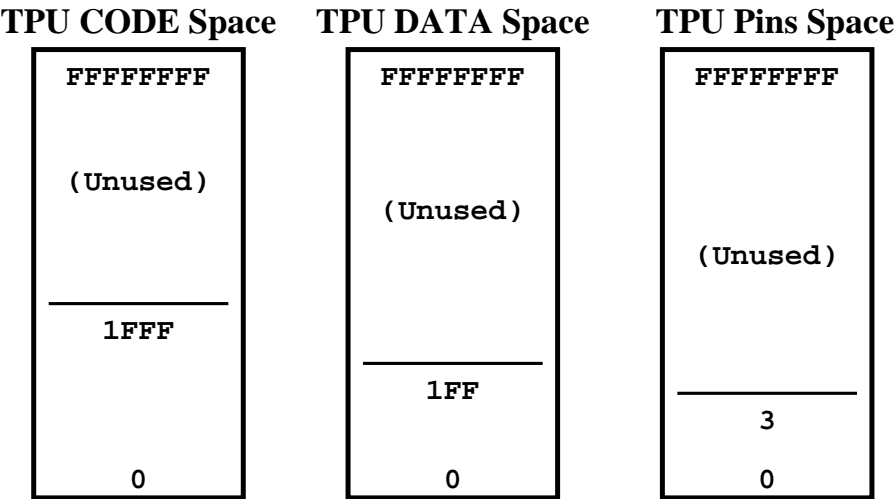 TPU CODE Space
FFFFFFFF
(Unused)
1FFF
0
TPU DATA Space
FFFFFFFF
(Unused)
1FF
0
TPU Pins Space
FFFFFFFF
(Unused)
3
0